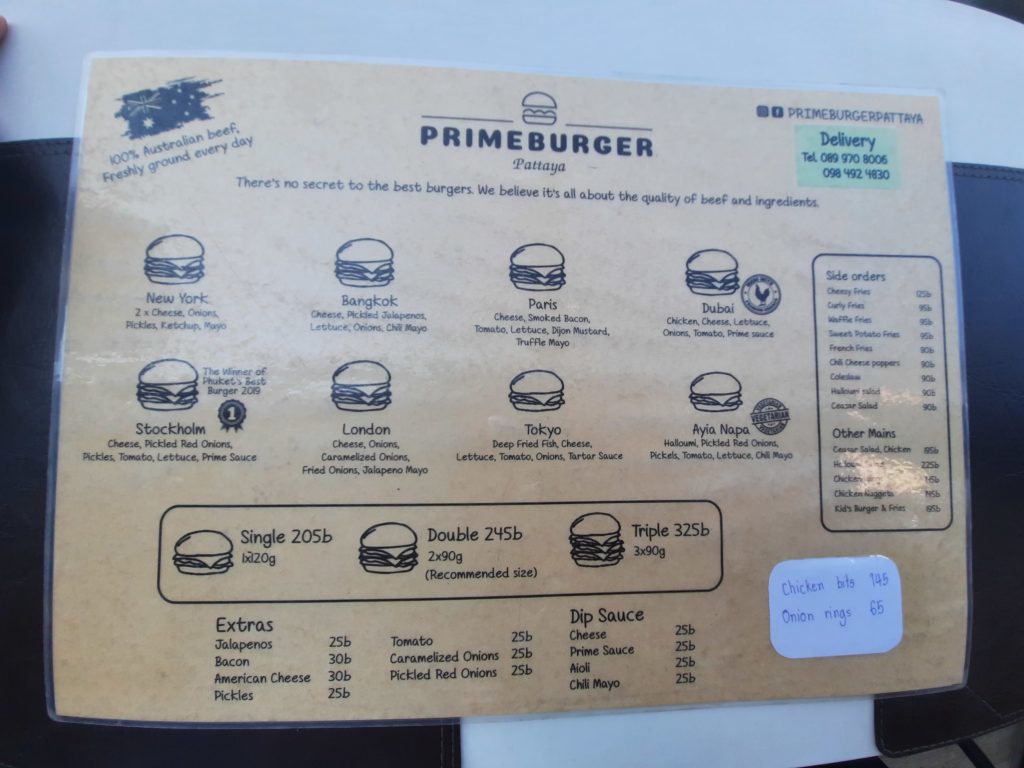 100% Australian beef,
Freshly ground every day
PRIMEBURGER
Pattaya
PRIMEBURGERPATTAYA
Delivery
Tel. 089 970 8006
098 492 4830
There's no secret to the best burgers. We believe it's all about the quality of beef and ingredients.
New York
2 x Cheese, Onions,
Pickles, Ketchup, Mayo
Bangkok
Cheese, Pickled Jalapenos,
Lettuce, Onions, Chili Mayo
Paris
Cheese, Smoked Bacon,
Tomato, Lettuce, Dijon Mustard,
Truffle Mayo
Dubai
Chicken, Cheese, Lettuce,
Onions, Tomato, Prime sauce
Stockholm
The Winner of
Phuket's Best
Burger 2019
1
Cheese, Pickled Red Onions,
Pickles, Tomato, Lettuce, Prime Sauce
London
Cheese, Onions,
Caramelized Onions,
Fried Onions, Jalapeno Mayo
Tokyo
Deep Fried Fish, Cheese,
Lettuce, Tomato, Onions, Tartar Sauce
Ayia Napa
VEGETARIAN
Halloumi, Pickled Red Onions,
Pickels, Tomato, Lettuce, Chili Mayo
Side orders
Cheesy Fries 125b
Curly Fries 95b
Waffle Fries 95b
Sweet Potato Fries 95b
French Fries 90b
Chili Cheese poppers 90b
Coleslaw 90b
Halloumi salad 90b
Ceasar Salad 90b
Other Mains
Ceasar Salad, Chicken 195b
225b
Chicken
Chicken Nuggets 145b
Kid's Burger & Fries 195b
Single 205b
1x120g
Double 245b
2x90g
(Recommended size)
Triple 325b
3x90g
Chicken bits 145
Onion rings 65
Extras
Jalapenos 25b
Bacon 30b
American Cheese 30b
Pickles 25b
Tomato 25b
Caramelized Onions 25b
Pickled Red Onions 25b
Dip Sauce
Cheese 25b
Prime Sauce 25b
Aioli 25b
Chili Mayo 25b